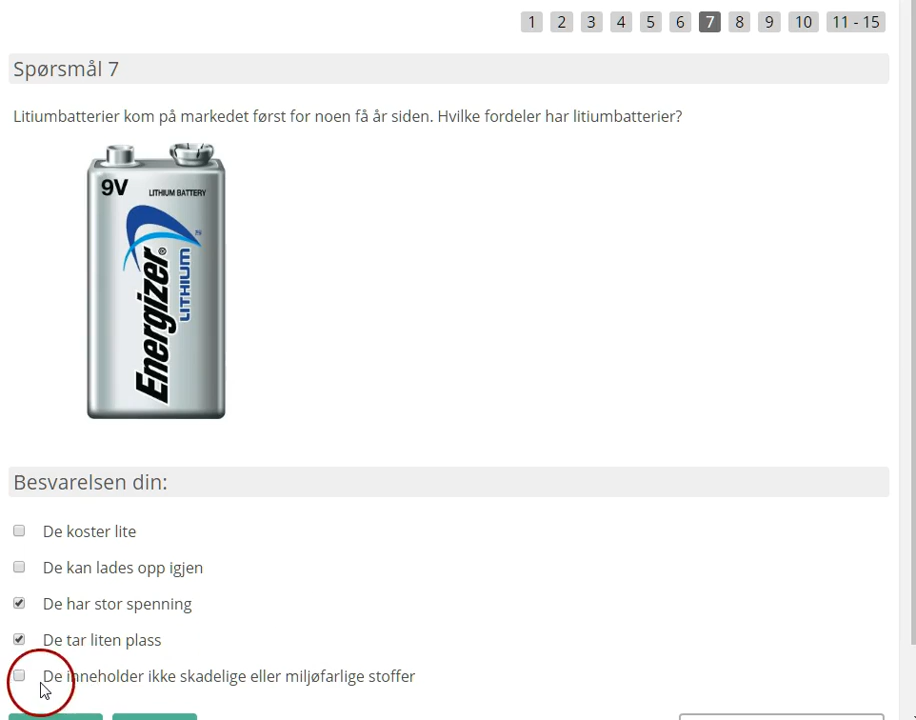 1 2 3 4 5 6 7 8 9 10 11 - 15
Spørsmål 7
Litiumbatterier kom på markedet først for noen få år siden. Hvilke fordeler har litiumbatterier?
9V
LITHIUM BATTERY
Energizer®
LITHIUM
Besvarelsen din:
De koster lite
De kan lades opp igjen
De har stor spenning
De tar liten plass
De inneholder ikke skadelige eller miljøfarlige stoffer